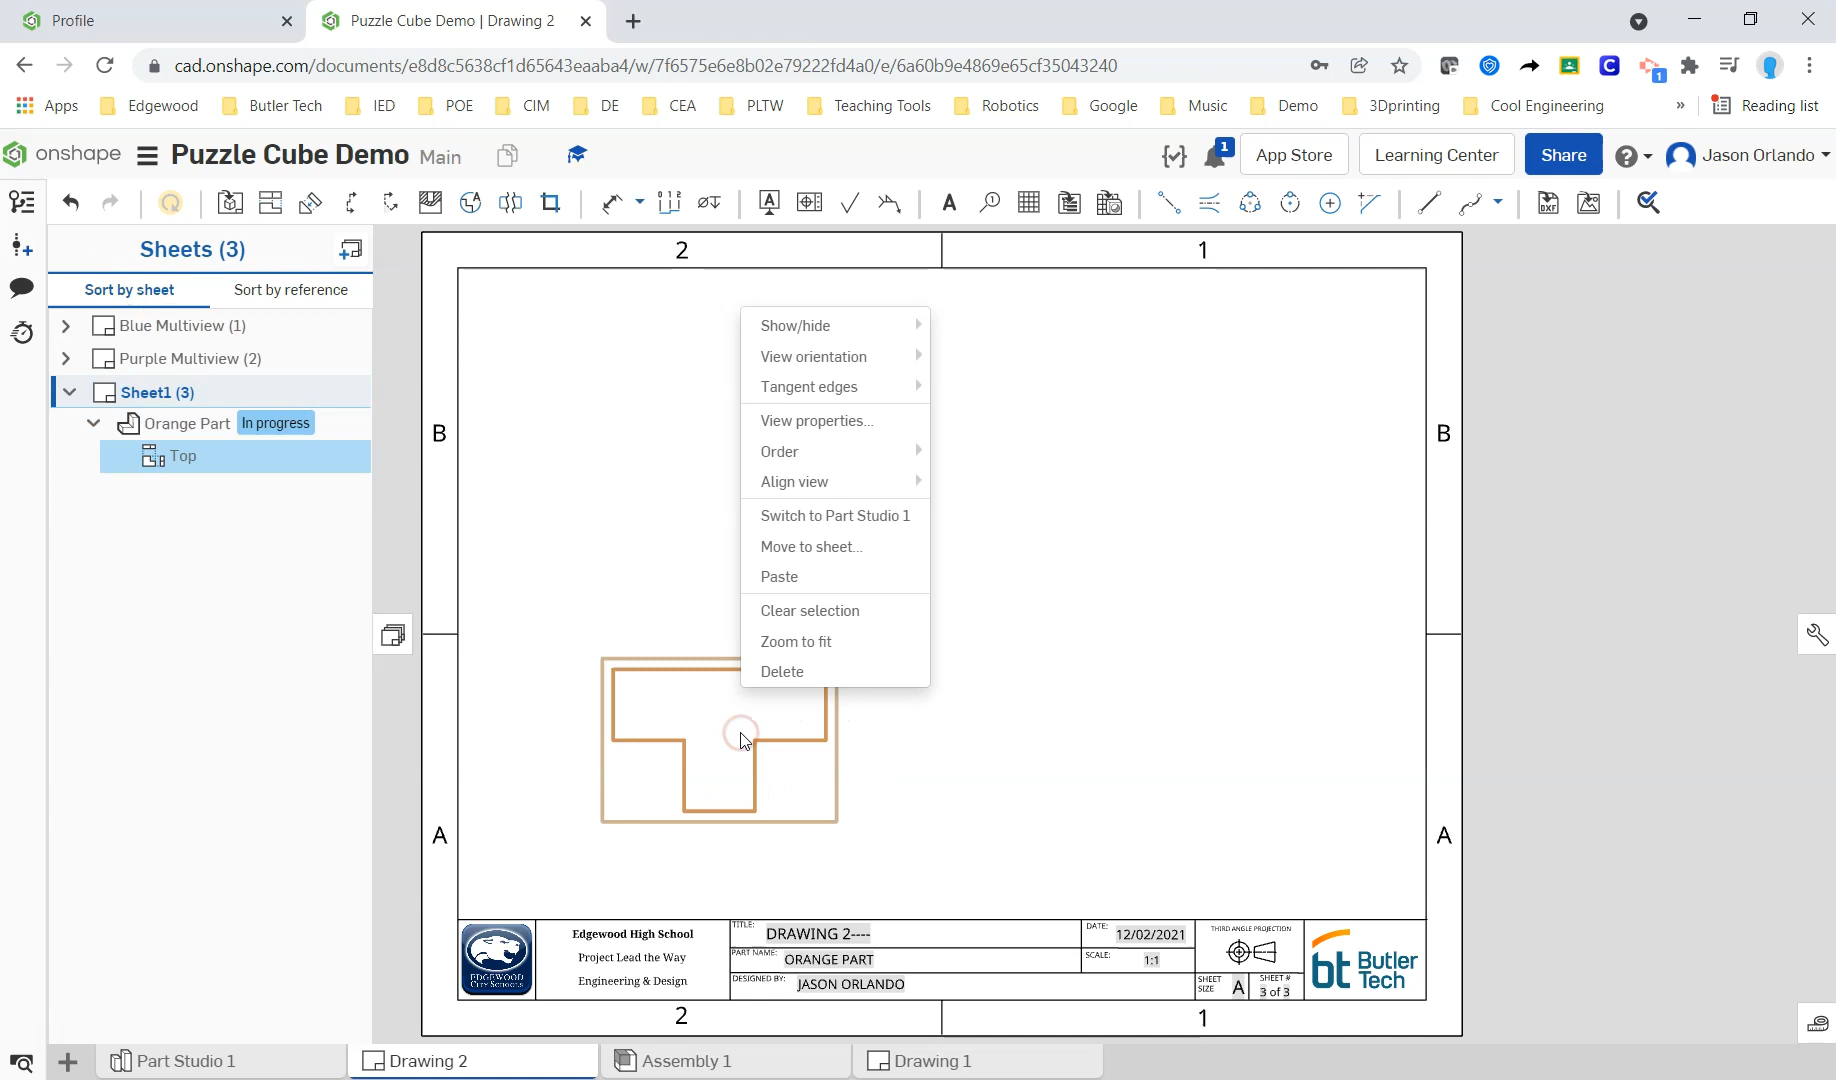 Profile
Puzzle Cube Demo | Drawing 2
cad.onshape.com/documents/e8d8c5638cf1d65643eaaba4/w/7f6575e6e8b02e79222fd4a0/e/6a60b9e4869e65cf35043240
1
Apps Edgewood Butler Tech IED POE CIM DE CEA PLTW Teaching Tools Robotics Google Music Demo 3Dprinting Cool Engineering » Reading list
onshape Puzzle Cube Demo Main 1 App Store Learning Center Share Jason Orlando
Sheets (3)
Sort by sheet Sort by reference
Blue Multiview (1)
Purple Multiview (2)
Sheet1 (3)
Orange Part In progress
Top
2 1
B B
A A
2 1
Show/hide
View orientation
Tangent edges
View properties...
Order
Align view
Switch to Part Studio 1
Move to sheet...
Paste
Clear selection
Zoom to fit
Delete
EDGEWOOD
CITY SCHOOLS
Edgewood High School
Project Lead the Way
Engineering & Design
TITLE: DRAWING 2----
PART NAME: ORANGE PART
DESIGNED BY: JASON ORLANDO
DATE: 12/02/2021
SCALE: 1:1
THIRD ANGLE PROJECTION
SHEET SIZE A
SHEET # 3 of 3
bt Butler Tech
Part Studio 1
Drawing 2
Assembly 1
Drawing 1